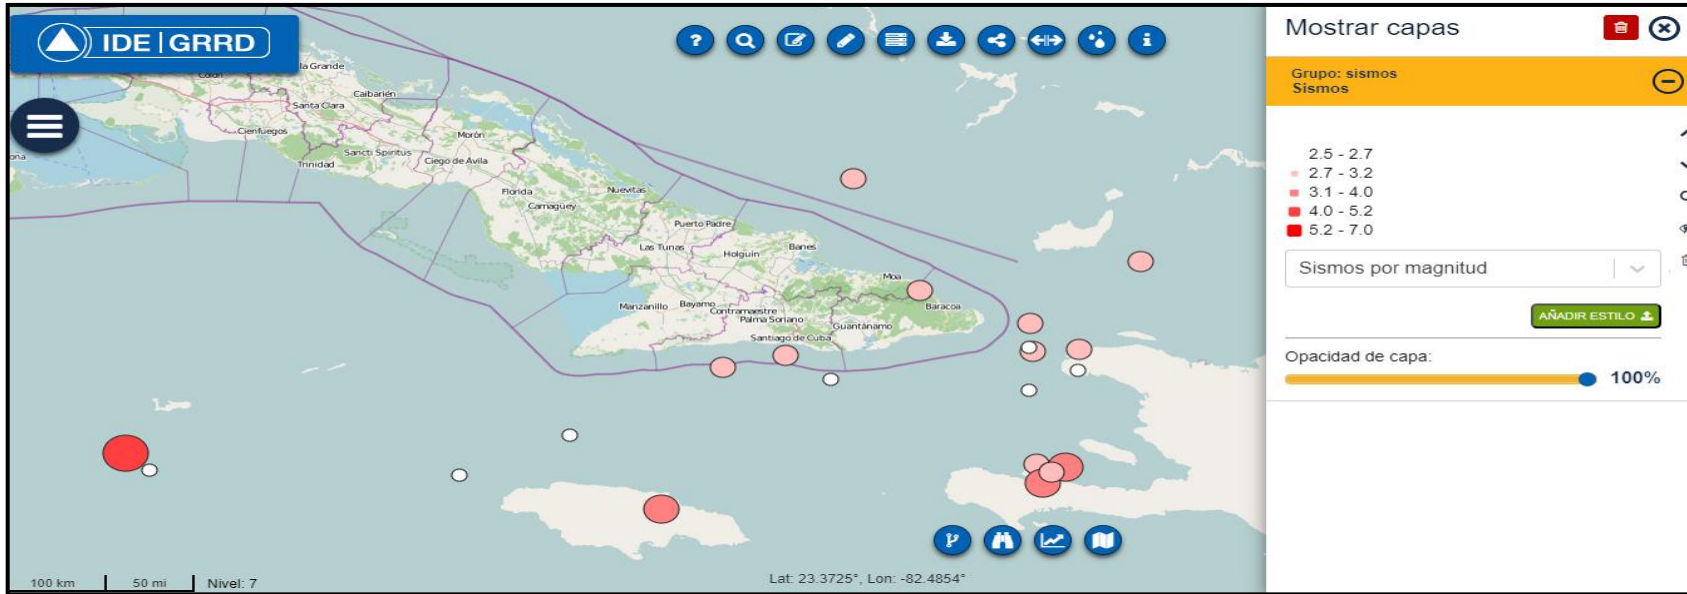 IDE | GRRD
Mostrar capas
Grupo: sismos
Sismos
2.5 - 2.7
2.7 - 3.2
3.1 - 4.0
4.0 - 5.2
5.2 - 7.0
Sismos por magnitud
AÑADIR ESTILO
Opacidad de capa:
100%
la Grande
Colón
Caibarién
Santa Clara
Cienfuegos
Morón
Sancti Spíritus
Ciego de Ávila
Trinidad
ona
Florida
Nuevitas
Camagüey
Puerto Padre
Las Tunas
Banes
Holguín
Moa
Manzanillo
Bayamo
Baracoa
Contramaestre
Palma Soriano
Guantánamo
Santiago de Cuba
100 km
50 mi
Nivel: 7
Lat: 23.3725°, Lon: -82.4854°